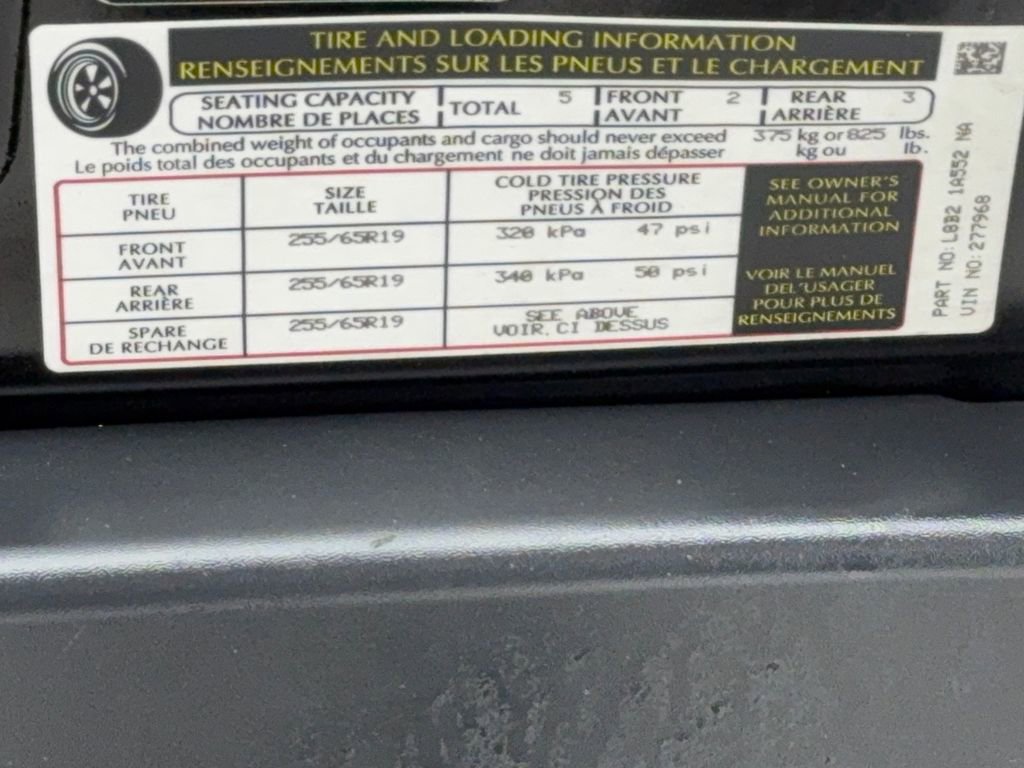 TIRE AND LOADING INFORMATION
RENSEIGNEMENTS SUR LES PNEUS ET LE CHARGEMENT
SEATING CAPACITY
NOMBRE DE PLACES
TOTAL 5
FRONT 2
AVANT
REAR 3
ARRIÈRE
The combined weight of occupants and cargo should never exceed 375 kg or 825 lbs.
Le poids total des occupants et du chargement ne doit jamais dépasser kg ou lb.
TIRE
PNEU
SIZE
TAILLE
COLD TIRE PRESSURE
PRESSION DES
PNEUS À FROID
FRONT
AVANT
255/65R19
320 kPa 47 psi
REAR
ARRIÈRE
255/65R19
340 kPa 50 psi
SPARE
DE RECHANGE
255/65R19
SEE ABOVE
VOIR.CI DESSUS
SEE OWNER'S
MANUAL FOR
ADDITIONAL
INFORMATION
VOIR LE MANUEL
DEL'USAGER
POUR PLUS DE
RENSEIGNEMENTS
PART NO: L8B2 1A552 NA
VIN NO: 277968